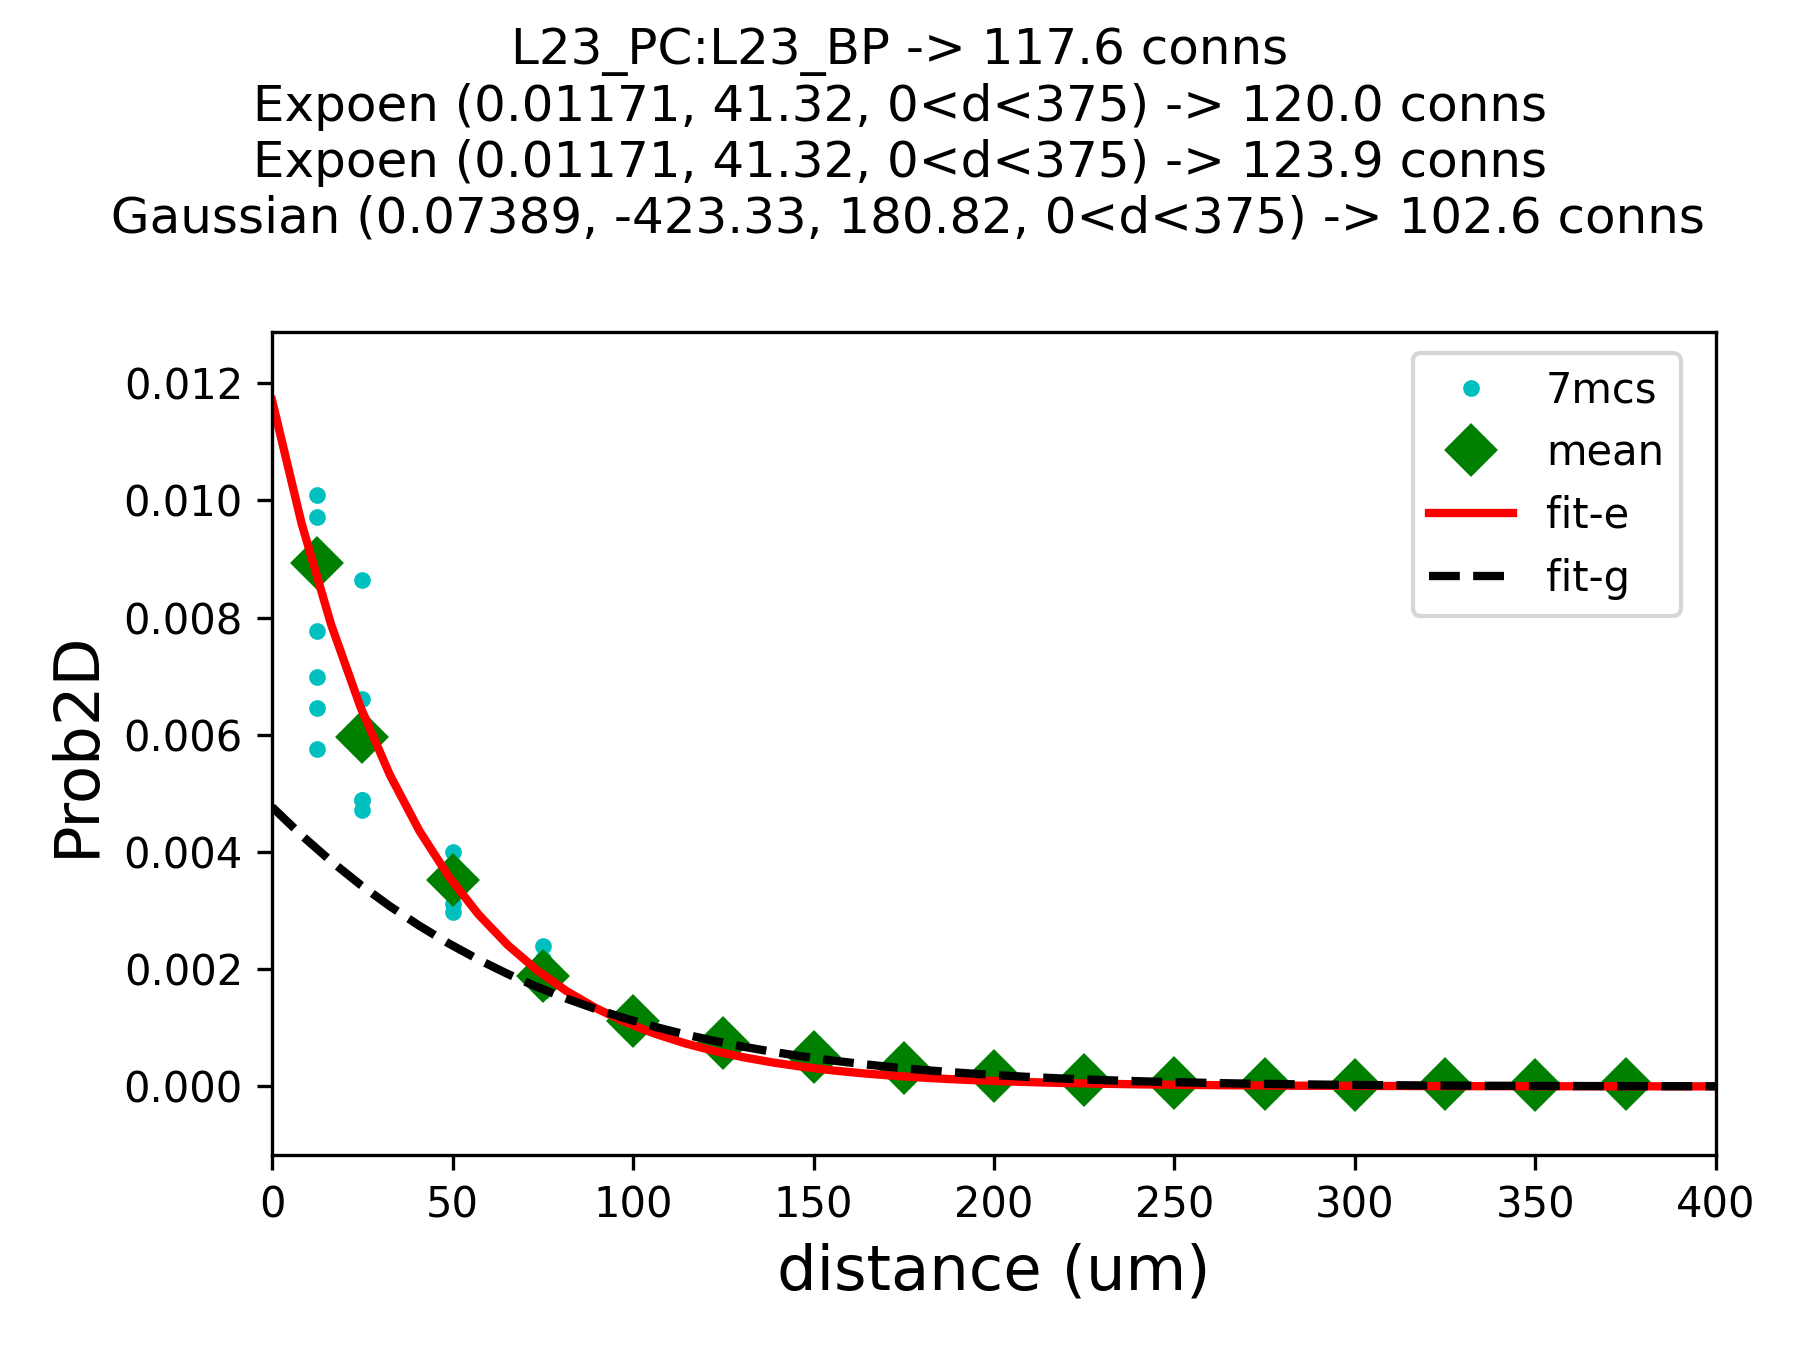 L23_PC:L23_BP -> 117.6 conns
Expoen (0.01171, 41.32, 0<d<375) -> 120.0 conns
Expoen (0.01171, 41.32, 0<d<375) -> 123.9 conns
Gaussian (0.07389, -423.33, 180.82, 0<d<375) -> 102.6 conns
7mcs
mean
fit-e
fit-g
Prob2D
0.012
0.010
0.008
0.006
0.004
0.002
0.000
0 50 100 150 200 250 300 350 400
distance (um)